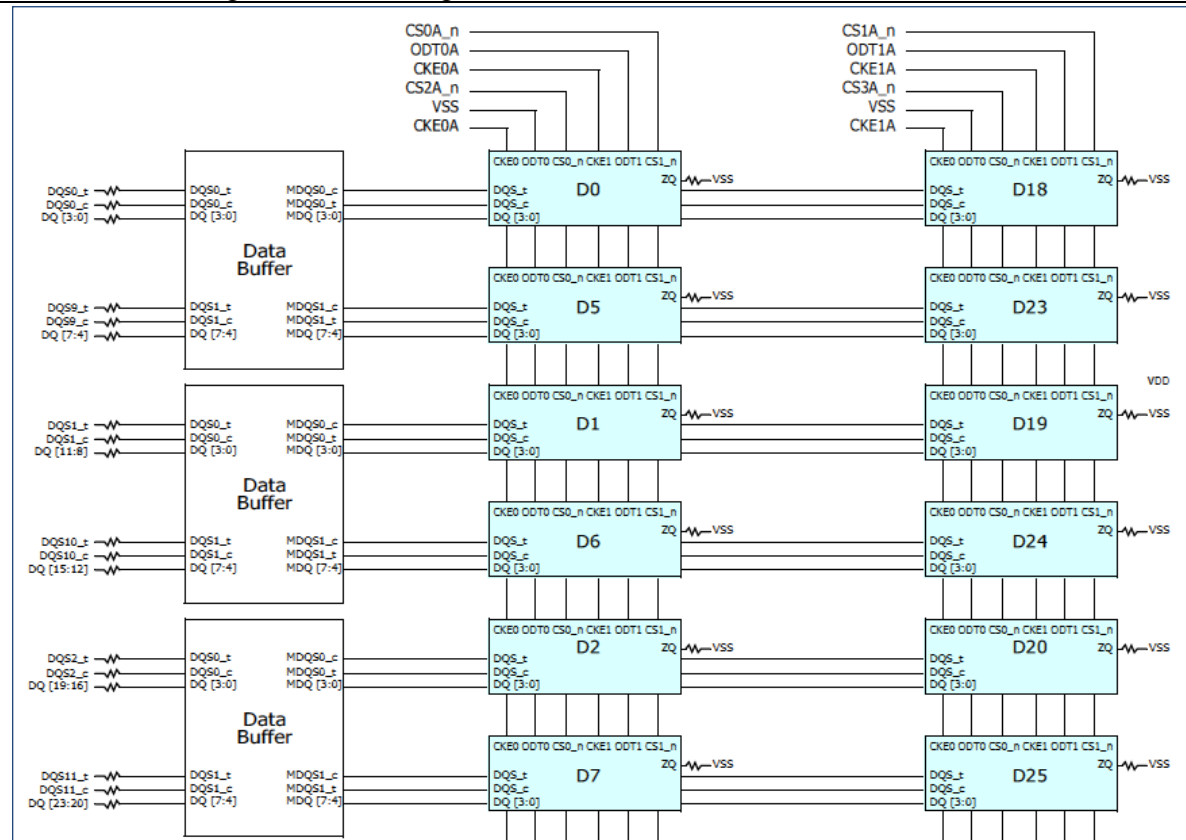 CS0A_n CS1A_n
ODT0A ODT1A
CKE0A CKE1A
CS2A_n CS3A_n
VSS VSS
CKE0A CKE1A
CKE0 ODT0 CS0_n CKE1 ODT1 CS1_n CKE0 ODT0 CS0_n CKE1 ODT1 CS1_n
ZQ VSS ZQ VSS
D0 D18
DQS0_t DQS0_t MDQS0_c DQS_t DQS_t
DQS0_c DQS0_c MDQS0_t DQS_c DQS_c
DQ [3:0] DQ [3:0] MDQ [3:0] DQ [3:0] DQ [3:0]
Data
Buffer
CKE0 ODT0 CS0_n CKE1 ODT1 CS1_n CKE0 ODT0 CS0_n CKE1 ODT1 CS1_n
ZQ VSS ZQ VSS
D5 D23
DQS9_t DQS1_t MDQS1_c DQS_t DQS_t
DQS9_c DQS1_c MDQS1_t DQS_c DQS_c
DQ [7:4] DQ [7:4] MDQ [7:4] DQ [3:0] DQ [3:0]
VDD
CKE0 ODT0 CS0_n CKE1 ODT1 CS1_n CKE0 ODT0 CS0_n CKE1 ODT1 CS1_n
ZQ VSS ZQ VSS
D1 D19
DQS1_t DQS0_t MDQS0_c DQS_t DQS_t
DQS1_c DQS0_c MDQS0_t DQS_c DQS_c
DQ [11:8] DQ [3:0] MDQ [3:0] DQ [3:0] DQ [3:0]
Data
Buffer
CKE0 ODT0 CS0_n CKE1 ODT1 CS1_n CKE0 ODT0 CS0_n CKE1 ODT1 CS1_n
ZQ VSS ZQ VSS
D6 D24
DQS10_t DQS1_t MDQS1_c DQS_t DQS_t
DQS10_c DQS1_c MDQS1_t DQS_c DQS_c
DQ [15:12] DQ [7:4] MDQ [7:4] DQ [3:0] DQ [3:0]
CKE0 ODT0 CS0_n CKE1 ODT1 CS1_n CKE0 ODT0 CS0_n CKE1 ODT1 CS1_n
D2 ZQ VSS D20 ZQ VSS
DQS2_t DQS0_t MDQS0_c DQS_t DQS_t
DQS2_c DQS0_c MDQS0_t DQS_c DQS_c
DQ [19:16] DQ [3:0] MDQ [3:0] DQ [3:0] DQ [3:0]
Data
Buffer
CKE0 ODT0 CS0_n CKE1 ODT1 CS1_n CKE0 ODT0 CS0_n CKE1 ODT1 CS1_n
ZQ VSS ZQ VSS
D7 D25
DQS11_t DQS1_t MDQS1_c DQS_t DQS_t
DQS11_c DQS1_c MDQS1_t DQS_c DQS_c
DQ [23:20] DQ [7:4] MDQ [7:4] DQ [3:0] DQ [3:0]